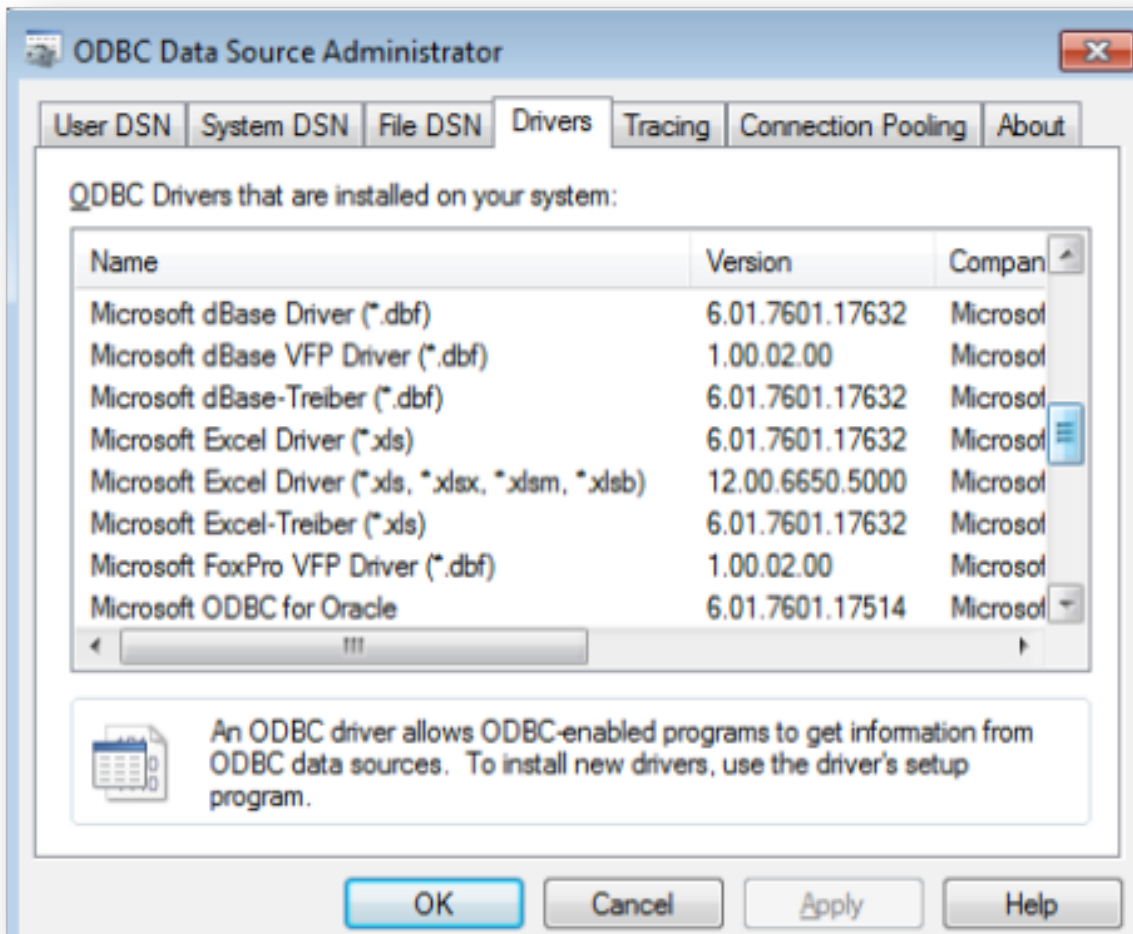 ODBC Data Source Administrator
User DSN System DSN File DSN Drivers Tracing Connection Pooling About
ODBC Drivers that are installed on your system:
Name Version Compan
Microsoft dBase Driver (*.dbf) 6.01.7601.17632 Microsof
Microsoft dBase VFP Driver (*.dbf) 1.00.02.00 Microsof
Microsoft dBase-Treiber (*.dbf) 6.01.7601.17632 Microsof
Microsoft Excel Driver (*.xls) 6.01.7601.17632 Microsof
Microsoft Excel Driver (*.xls, *.xlsx, *.xlsm, *.xlsb) 12.00.6650.5000 Microsof
Microsoft Excel-Treiber (*.xls) 6.01.7601.17632 Microsof
Microsoft FoxPro VFP Driver (*.dbf) 1.00.02.00 Microsof
Microsoft ODBC for Oracle 6.01.7601.17514 Microsof
An ODBC driver allows ODBC-enabled programs to get information from
ODBC data sources. To install new drivers, use the driver's setup
program.
OK Cancel Apply Help